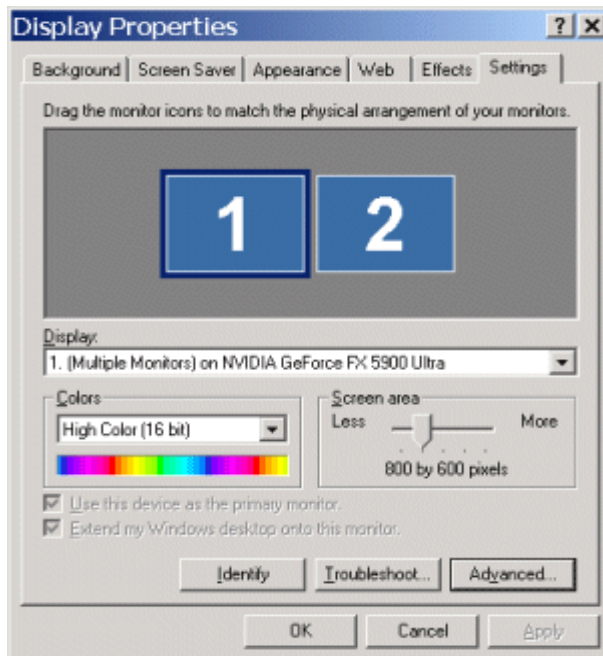 Display Properties
Background Screen Saver Appearance Web Effects Settings
Drag the monitor icons to match the physical arrangement of your monitors.
1 2
Display:
1. (Multiple Monitors) on NVIDIA GeForce FX 5900 Ultra
Colors
High Color (16 bit)
Screen area
Less More
800 by 600 pixels
Use this device as the primary monitor.
Extend my Windows desktop onto this monitor.
Identify Troubleshoot... Advanced...
OK Cancel Apply